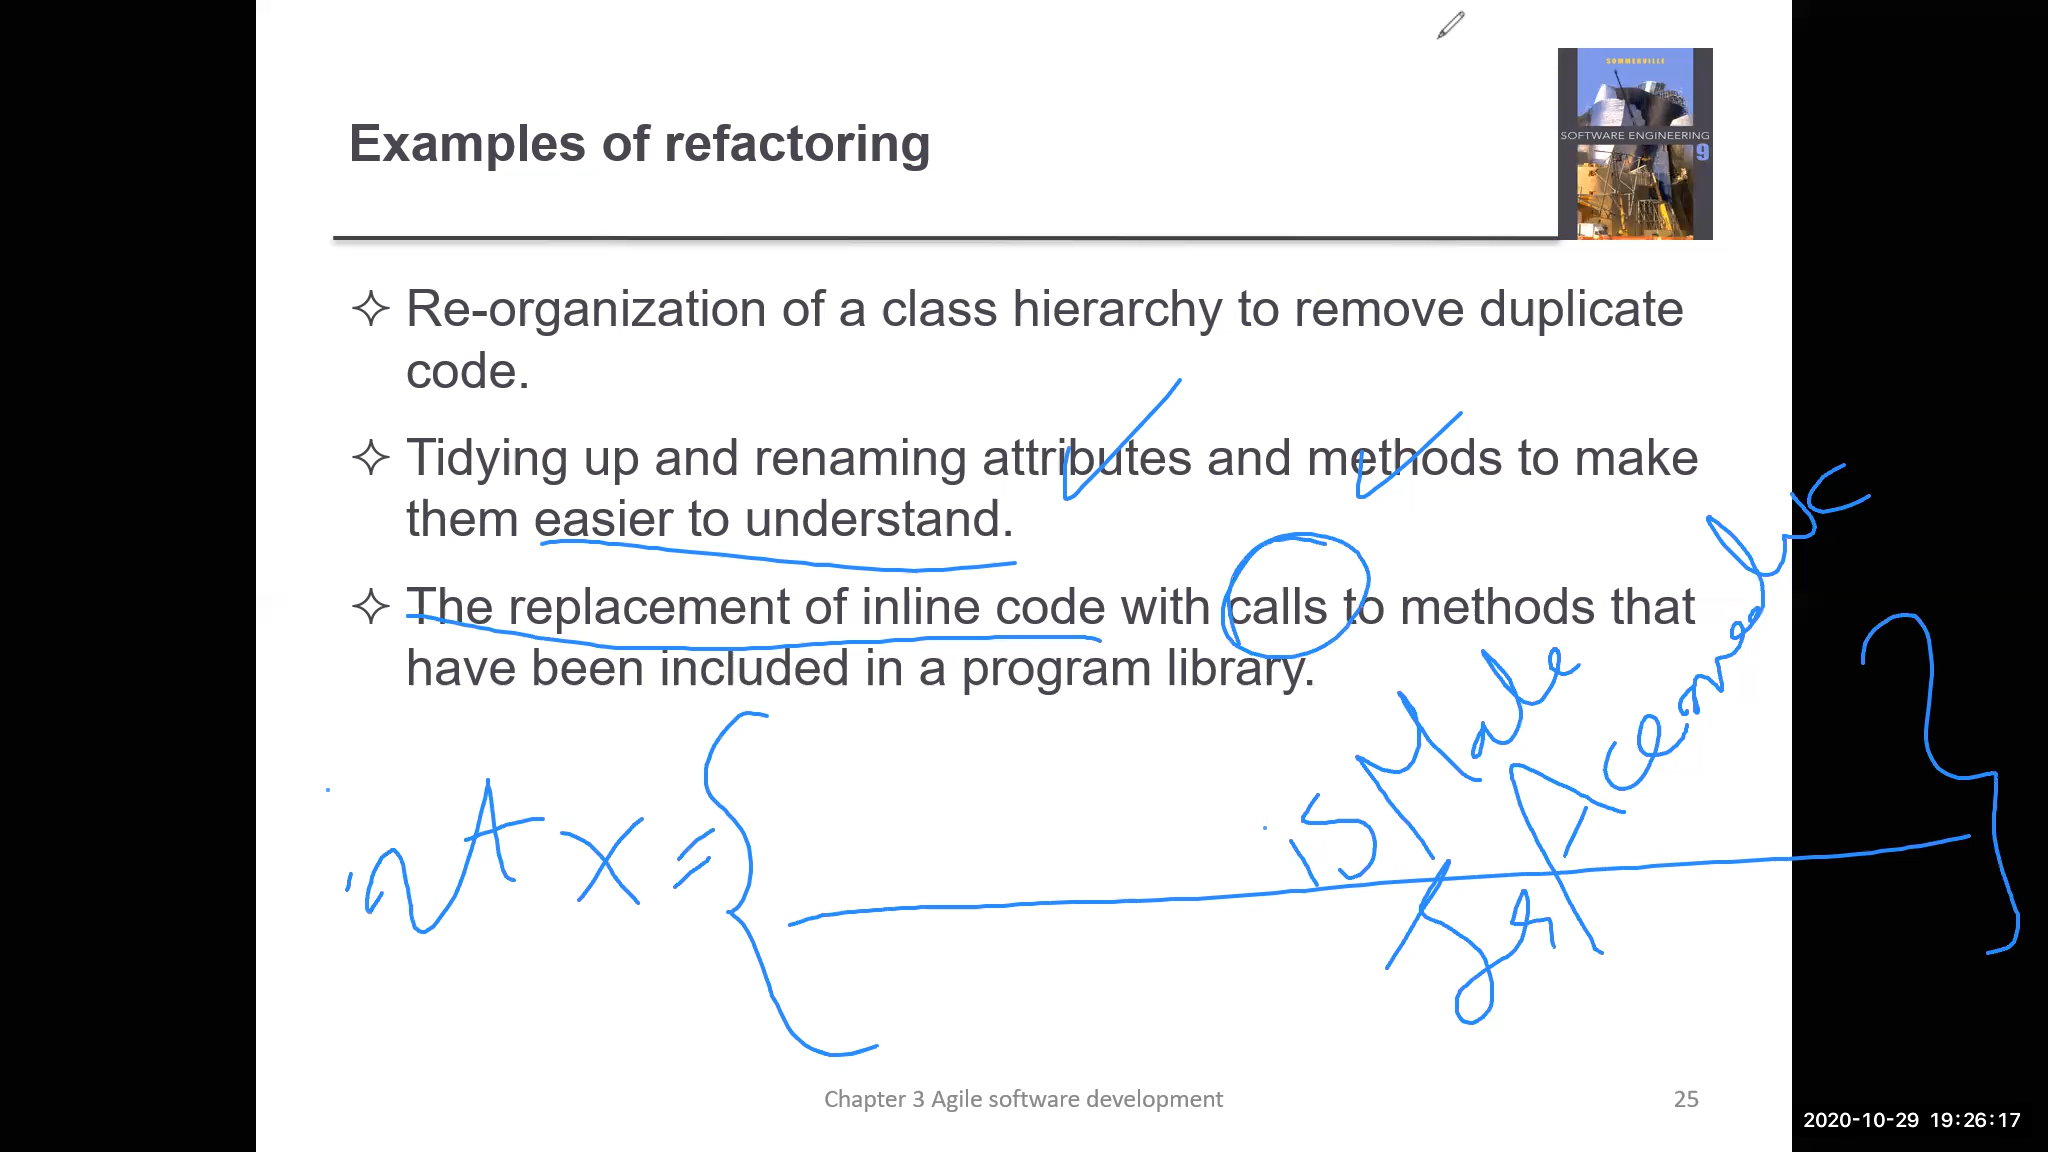 SOMMERVILLE
SOFTWARE ENGINEERING
9
Examples of refactoring
✧ Re-organization of a class hierarchy to remove duplicate
code.
✧ Tidying up and renaming attributes and methods to make
them easier to understand.
✧ The replacement of inline code with calls to methods that
have been included in a program library.
int x = {
is Male
Chapter 3 Agile software development
25
2020-10-29 19:26:17